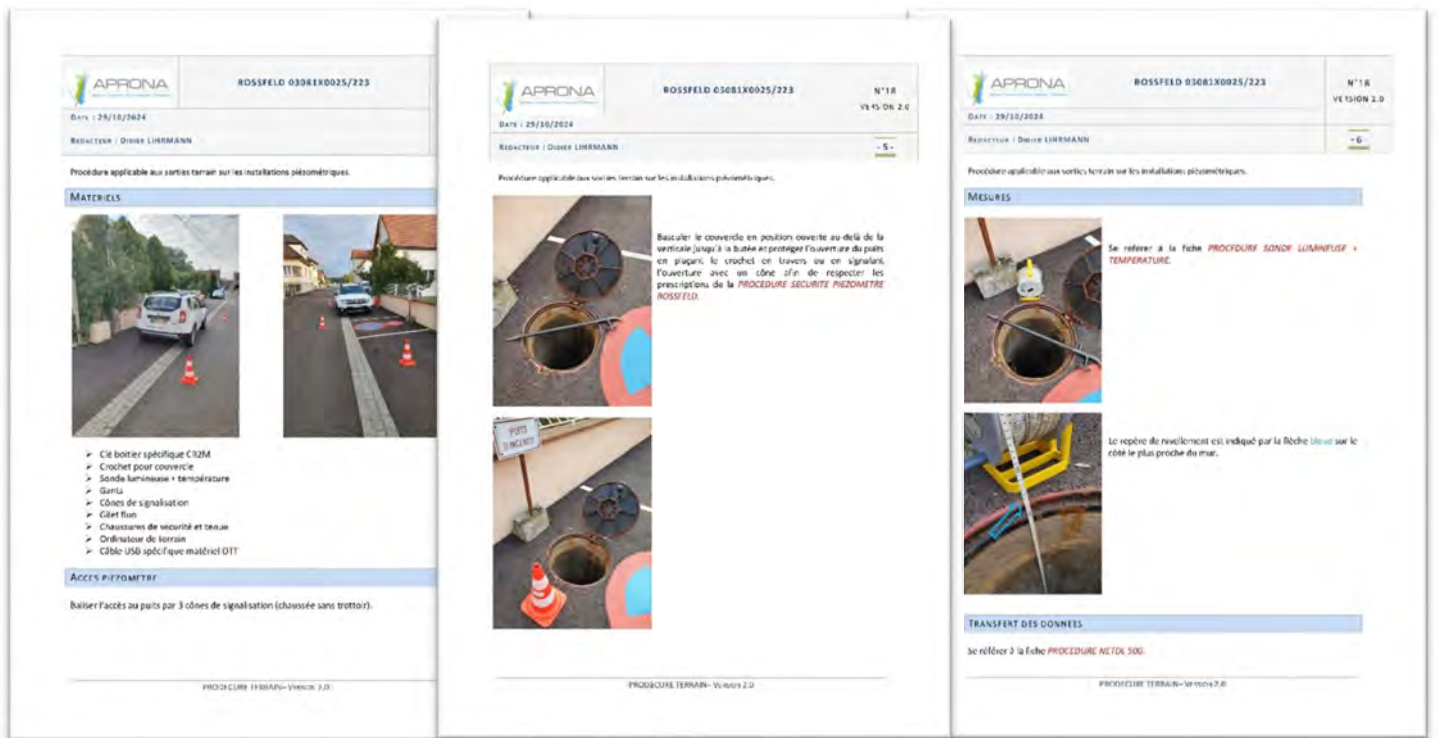 APRONA
ROSSFELD 03081X0025/223
DATE : 29/10/2024
REDACTEUR : DIDIER LIHRMANN
Procédure applicable aux sorties terrain sur les installations piézométriques.
MATERIELS
➢ Clé boitier spécifique CR2M
➢ Crochet pour couvercle
➢ Sonde lumineuse + température
➢ Gants
➢ Cônes de signalisation
➢ Gilet fluo
➢ Chaussures de sécurité et tenue
➢ Ordinateur de terrain
➢ Câble USB spécifique matériel OTT
ACCES PIEZOMETRE
Baliser l'accès au puits par 3 cônes de signalisation (chaussée sans trottoir).
PRODECURE TERRAIN– Version 2.0
APRONA
ROSSFELD 03081X0025/223
N°18
VERSION 2.0
DATE : 29/10/2024
REDACTEUR : DIDIER LIHRMANN
- 5 -
Procédure applicable aux sorties terrain sur les installations piézométriques.
Basculer le couvercle en position ouverte au-delà de la
verticale jusqu'à la butée et protéger l'ouverture du puits
en plaçant le crochet en travers ou en signalant
l'ouverture avec un cône afin de respecter les
prescriptions de la PROCEDURE SECURITE PIEZOMETRE
ROSSFELD.
PUITS
D'INCENDIE
PRODECURE TERRAIN– Version 2.0
APRONA
ROSSFELD 03081X0025/223
N°18
VERSION 2.0
DATE : 29/10/2024
REDACTEUR : DIDIER LIHRMANN
- 6 -
Procédure applicable aux sorties terrain sur les installations piézométriques.
MESURES
Se référer à la fiche PROCEDURE SONDE LUMINEUSE +
TEMPERATURE.
Le repère de nivellement est indiqué par la flèche bleue sur le
côté le plus proche du mur.
TRANSFERT DES DONNEES
Se référer à la fiche PROCEDURE NETDL 500.
PRODECURE TERRAIN– Version 2.0